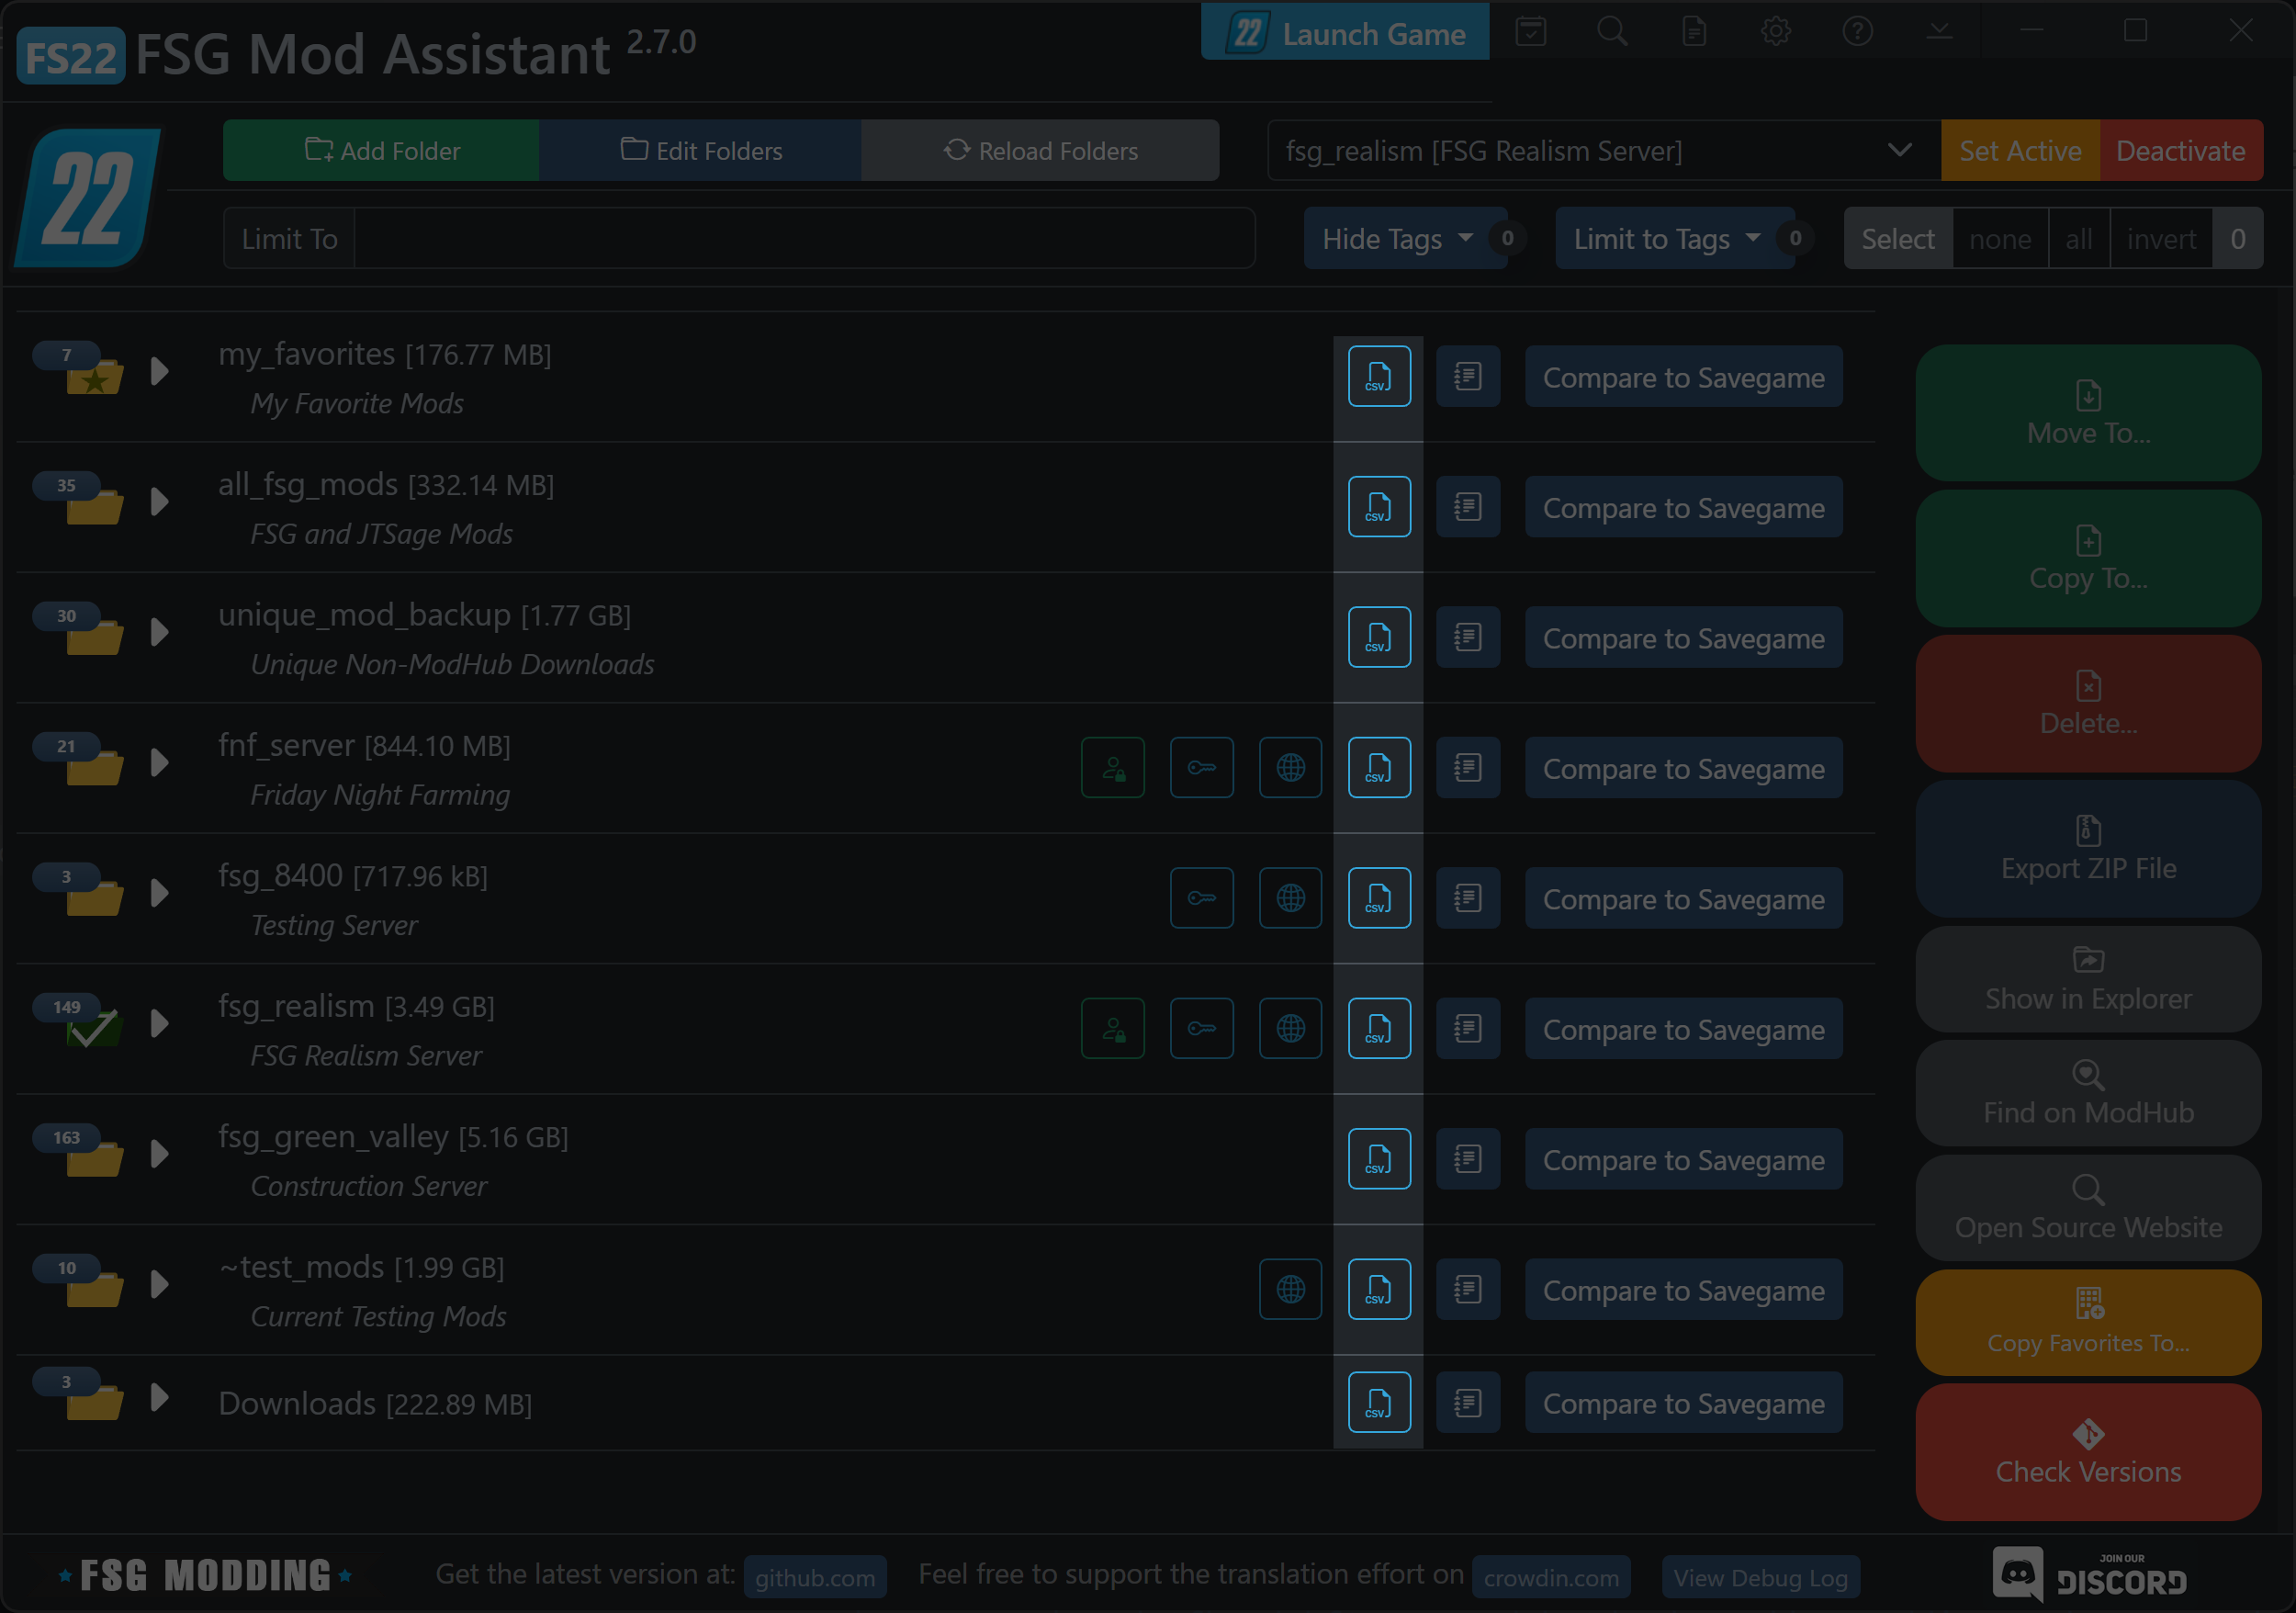 FS22 FSG Mod Assistant 2.7.0
22 Launch Game
22
Add Folder Edit Folders Reload Folders fsg_realism [FSG Realism Server] Set Active Deactivate
Limit To Hide Tags 0 Limit to Tags 0 Select none all invert 0
7 my_favorites [176.77 MB]
My Favorite Mods
CSV Compare to Savegame
35 all_fsg_mods [332.14 MB]
FSG and JTSage Mods
CSV Compare to Savegame
30 unique_mod_backup [1.77 GB]
Unique Non-ModHub Downloads
CSV Compare to Savegame
21 fnf_server [844.10 MB]
Friday Night Farming
CSV Compare to Savegame
3 fsg_8400 [717.96 kB]
Testing Server
CSV Compare to Savegame
149 fsg_realism [3.49 GB]
FSG Realism Server
CSV Compare to Savegame
163 fsg_green_valley [5.16 GB]
Construction Server
CSV Compare to Savegame
10 ~test_mods [1.99 GB]
Current Testing Mods
CSV Compare to Savegame
3 Downloads [222.89 MB]
CSV Compare to Savegame
Move To...
Copy To...
Delete...
Export ZIP File
Show in Explorer
Find on ModHub
Open Source Website
Copy Favorites To...
Check Versions
FSG MODDING Get the latest version at: github.com Feel free to support the translation effort on crowdin.com View Debug Log
JOIN OUR
DISCORD